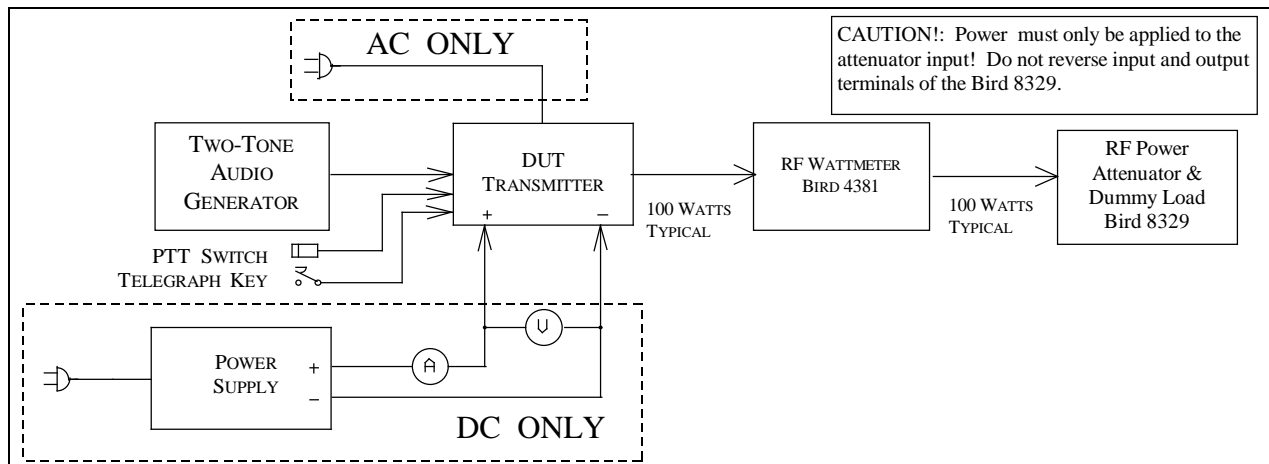 AC ONLY
CAUTION!: Power must only be applied to the
attenuator input! Do not reverse input and output
terminals of the Bird 8329.
TWO-TONE
AUDIO
GENERATOR
DUT
TRANSMITTER
+ −
RF WATTMETER
BIRD 4381
RF Power
Attenuator &
Dummy Load
Bird 8329
100 WATTS
TYPICAL
100 WATTS
TYPICAL
PTT SWITCH
TELEGRAPH KEY
V
A
POWER
SUPPLY
+
−
DC ONLY